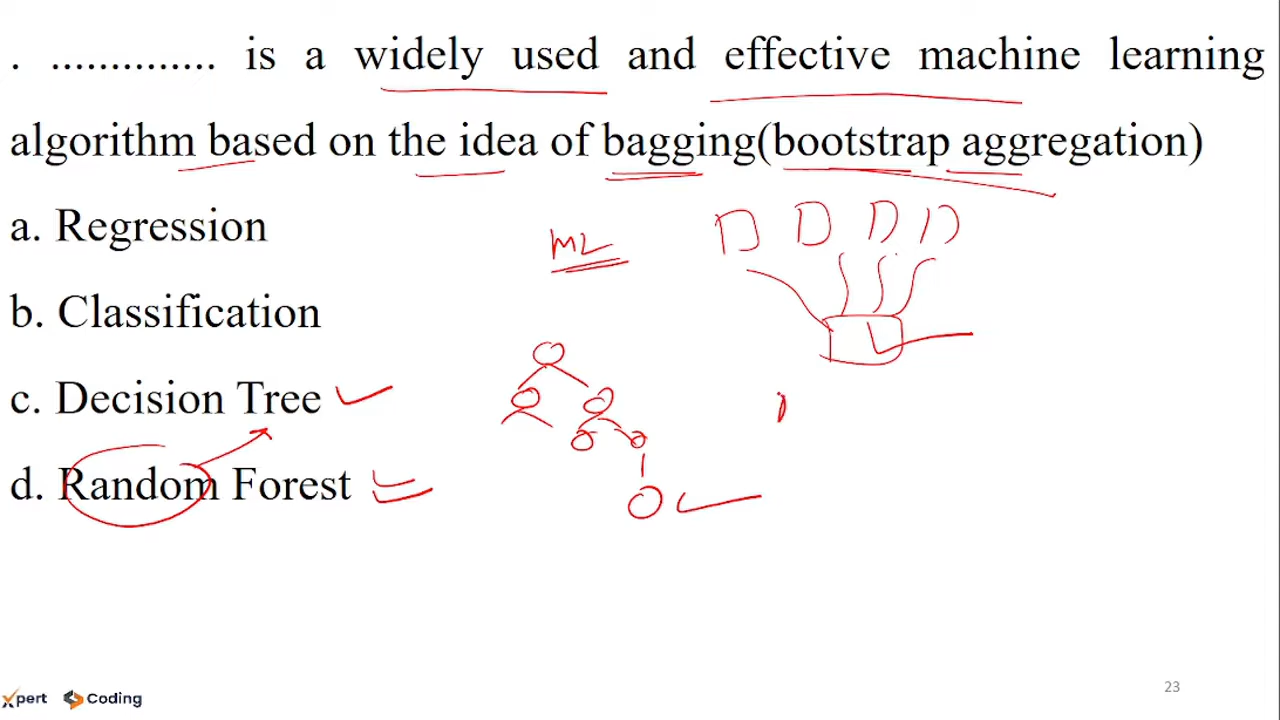 . .............. is a widely used and effective machine learning
algorithm based on the idea of bagging(bootstrap aggregation)
a. Regression
ML
D D D D
b. Classification
c. Decision Tree
d. Random Forest
23
Xpert Coding